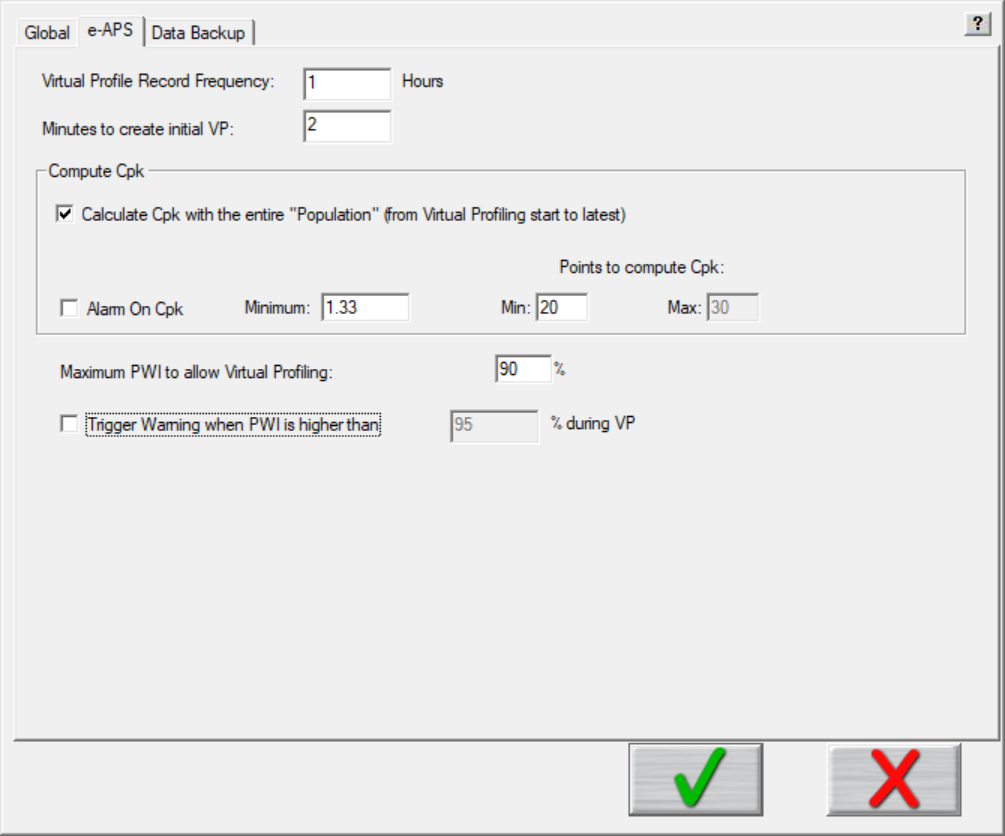 Global e-APS Data Backup ?
Virtual Profile Record Frequency: 1 Hours
Minutes to create initial VP: 2
Compute Cpk
Calculate Cpk with the entire "Population" (from Virtual Profiling start to latest)
Points to compute Cpk:
Alarm On Cpk Minimum: 1.33 Min: 20 Max: 30
Maximum PWI to allow Virtual Profiling: 90 %
Trigger Warning when PWI is higher than 95 % during VP